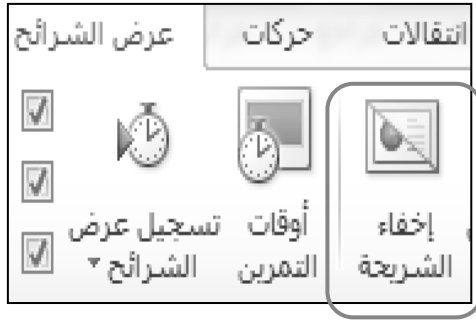 انتقالات حركات عرض الشرائح
إخفاء الشريحة
أوقات التمرين
تسجيل عرض الشرائح